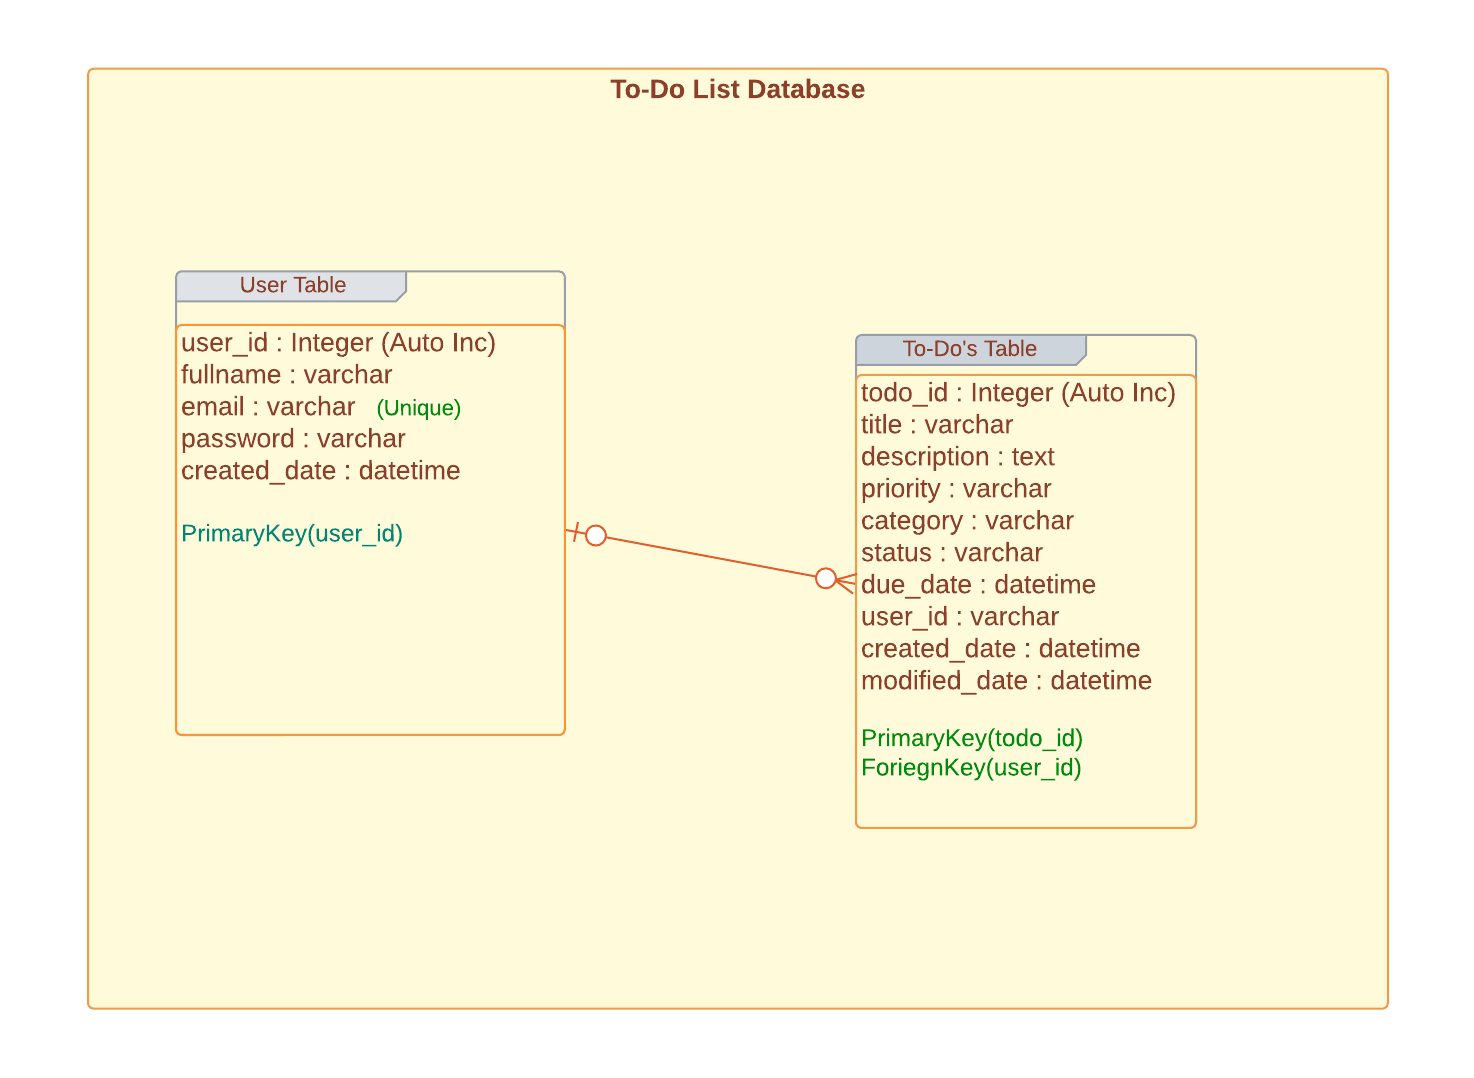 To-Do List Database
User Table
user_id : Integer (Auto Inc)
fullname : varchar
email : varchar (Unique)
password : varchar
created_date : datetime
PrimaryKey(user_id)
To-Do's Table
todo_id : Integer (Auto Inc)
title : varchar
description : text
priority : varchar
category : varchar
status : varchar
due_date : datetime
user_id : varchar
created_date : datetime
modified_date : datetime
PrimaryKey(todo_id)
ForiegnKey(user_id)